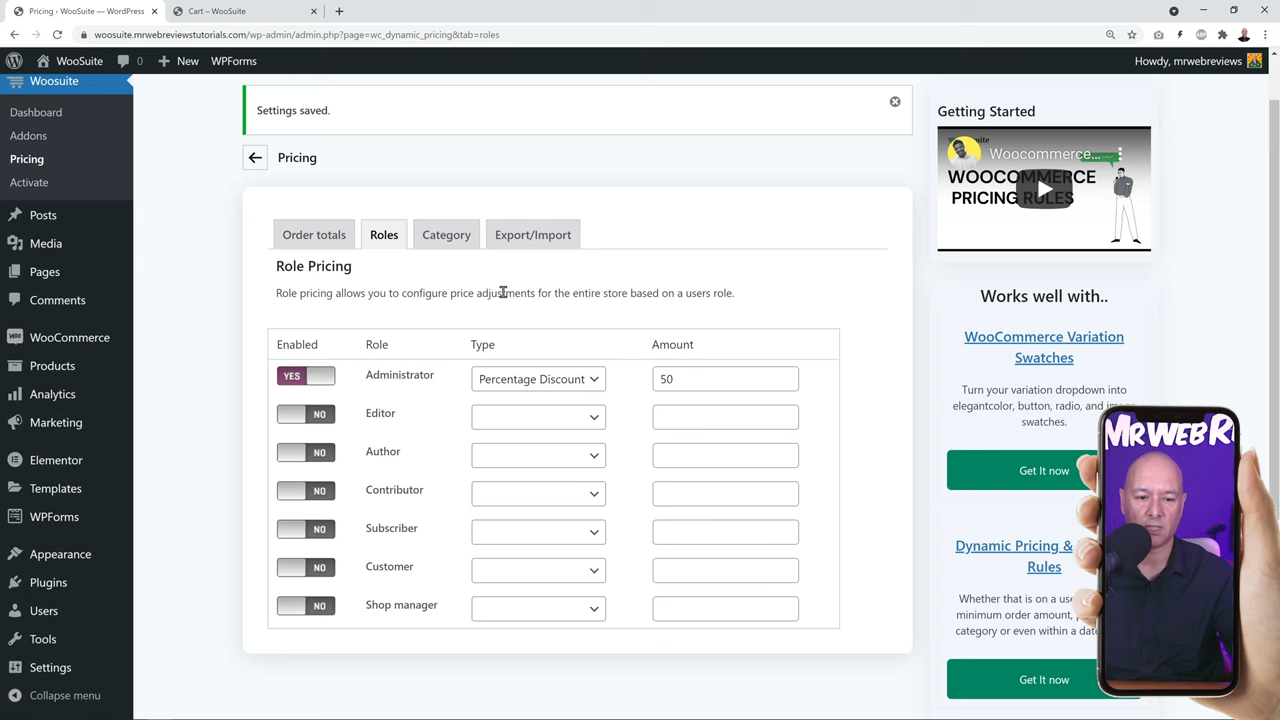 Pricing ‹ WooSuite — WordPress
Cart – WooSuite
woosuite.mrwebreviewstutorials.com/wp-admin/admin.php?page=wc_dynamic_pricing&tab=roles
WooSuite
0
New
WPForms
Howdy, mrwebreviews
Woosuite
Dashboard
Addons
Pricing
Activate
Posts
Media
Pages
Comments
WooCommerce
Products
Analytics
Marketing
Elementor
Templates
WPForms
Appearance
Plugins
Users
Tools
Settings
Collapse menu
Settings saved.
Pricing
Order totals
Roles
Category
Export/Import
Role Pricing
Role pricing allows you to configure price adjustments for the entire store based on a users role.
Enabled Role Type Amount
YES Administrator Percentage Discount 50
NO Editor
NO Author
NO Contributor
NO Subscriber
NO Customer
NO Shop manager
Getting Started
Woocommerce...
WOOCOMMERCE
PRICING RULES
Works well with..
WooCommerce Variation
Swatches
Turn your variation dropdown into
elegantcolor, button, radio, and
swatches.
Get It now
Dynamic Pricing &
Rules
Whether that is on a
minimum order amount,
category or even within a
Get It now
MRWEBR